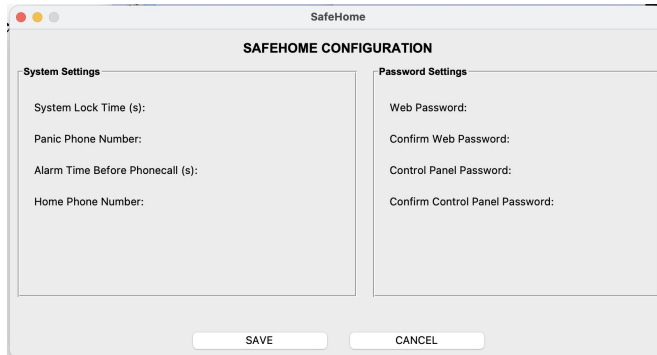 SafeHome
SAFEHOME CONFIGURATION
System Settings
System Lock Time (s):
Panic Phone Number:
Alarm Time Before Phonecall (s):
Home Phone Number:
Password Settings
Web Password:
Confirm Web Password:
Control Panel Password:
Confirm Control Panel Password:
SAVE
CANCEL